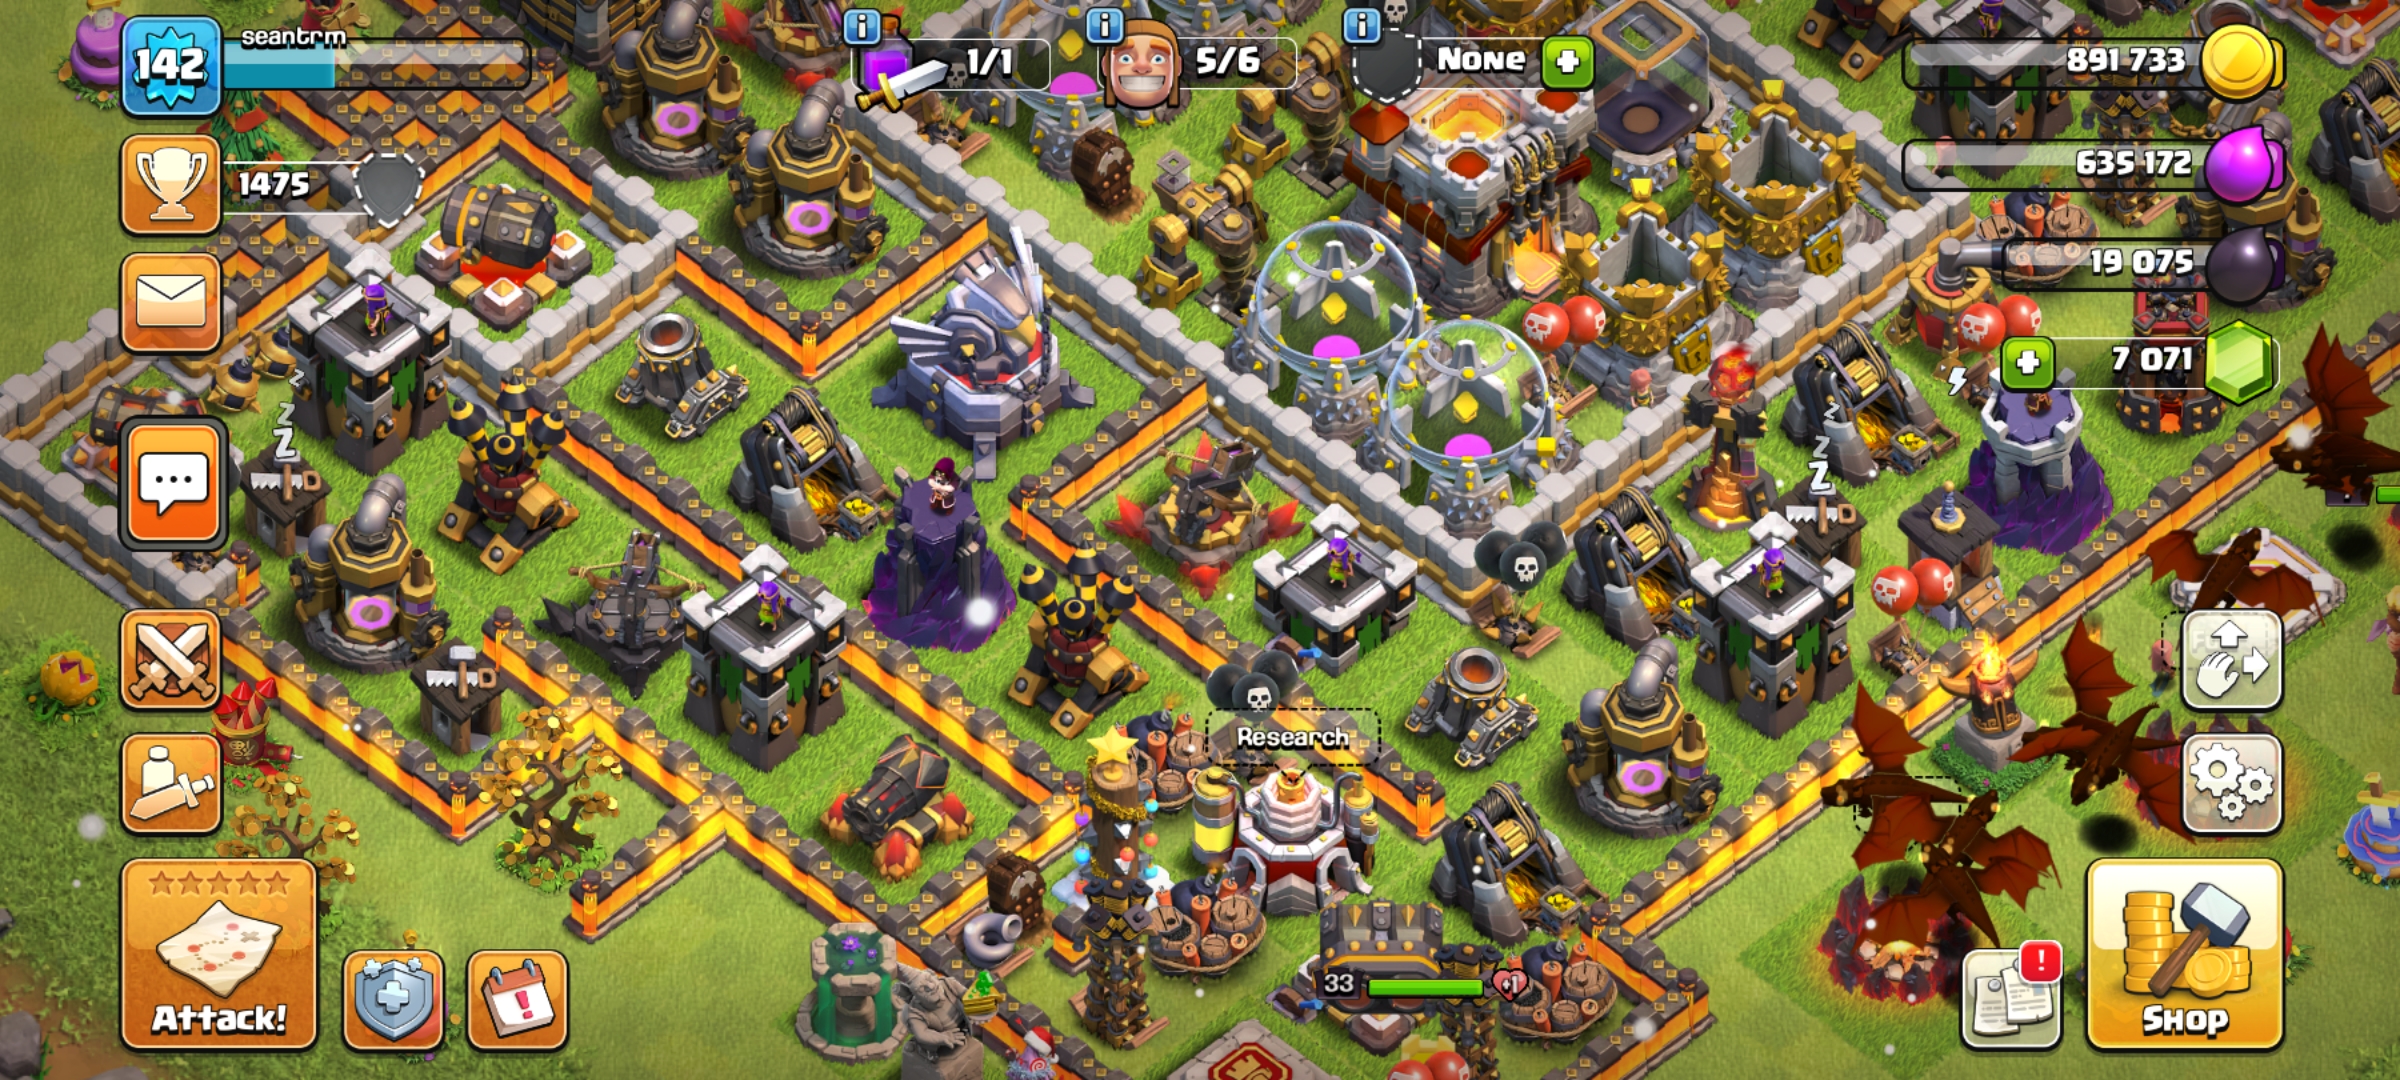 142
seantrm
1/1
5/6
None
891 733
1475
635 172
19 075
7 071
z
Z
Z
z
Z
Z
Research
33
+1
Attack!
Shop